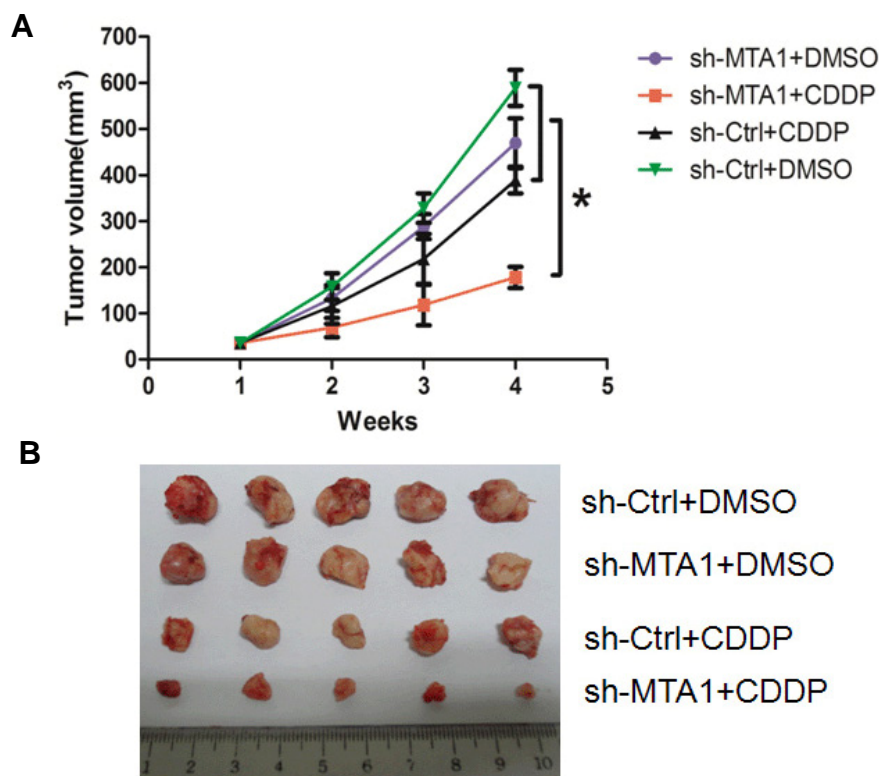 A
700
600
500
400
300
200
100
0
Tumor volume(mm³)
0 1 2 3 4 5
Weeks
*
sh-MTA1+DMSO
sh-MTA1+CDDP
sh-Ctrl+CDDP
sh-Ctrl+DMSO
B
sh-Ctrl+DMSO
sh-MTA1+DMSO
sh-Ctrl+CDDP
sh-MTA1+CDDP
1 2 3 4 5 6 7 8 9 10